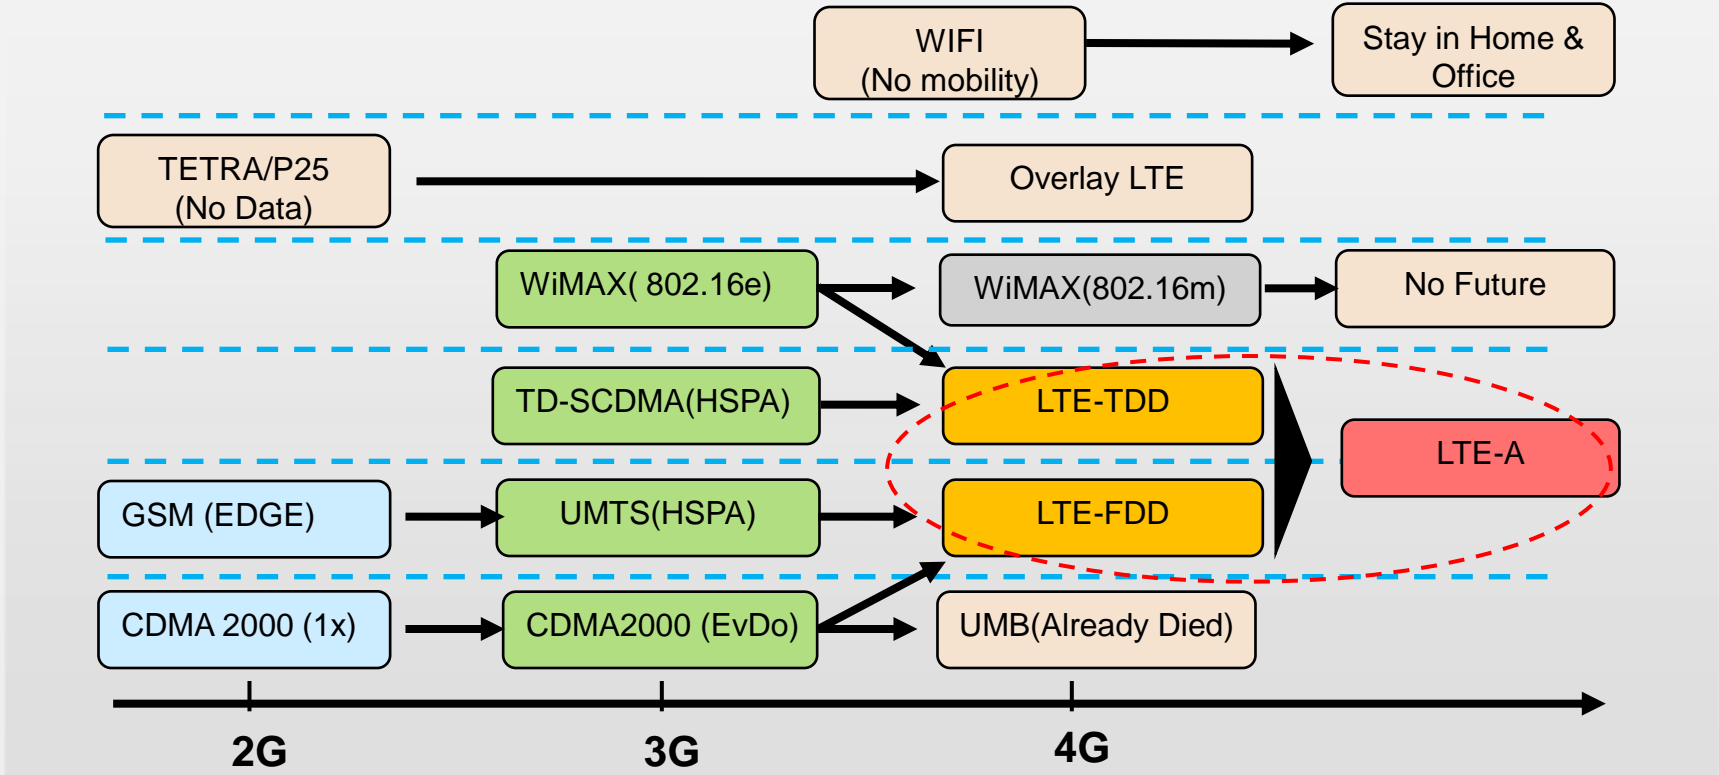 WIFI
(No mobility)
Stay in Home &
Office
TETRA/P25
(No Data)
Overlay LTE
WiMAX( 802.16e)
WiMAX(802.16m)
No Future
TD-SCDMA(HSPA)
LTE-TDD
LTE-A
GSM (EDGE)
UMTS(HSPA)
LTE-FDD
CDMA 2000 (1x)
CDMA2000 (EvDo)
UMB(Already Died)
2G
3G
4G